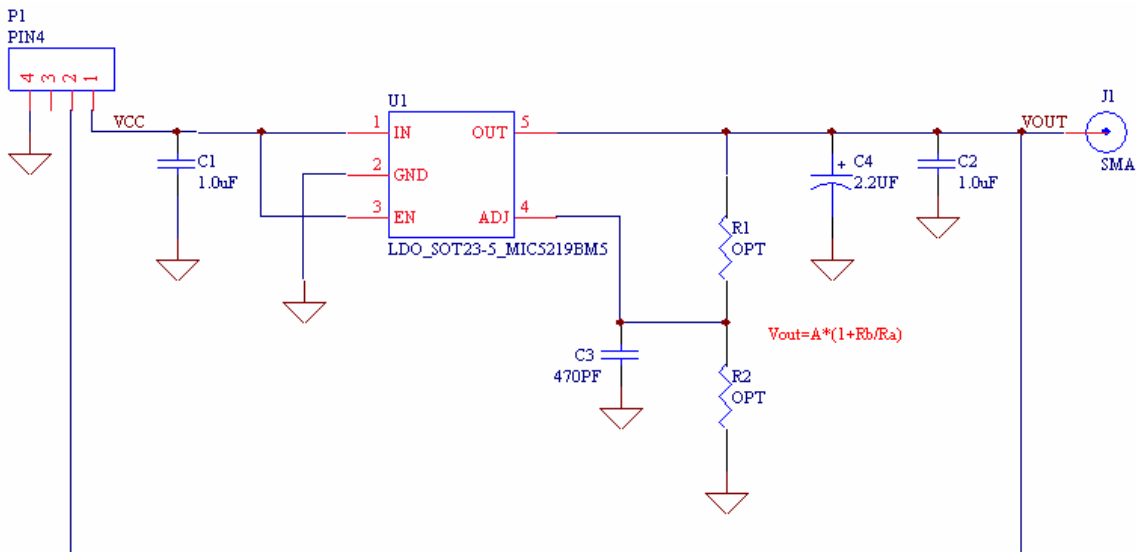 P1
PIN4
4 3 2 1
VCC
C1
1.0uF
U1
1 IN
2 GND
3 EN
OUT 5
ADJ 4
LDO_SOT23-5_MIC5219BM5
R1
OPT
C3
470PF
R2
OPT
Vout=A*(1+Rb/Ra)
+ C4
2.2UF
C2
1.0uF
VOUT
J1
SMA